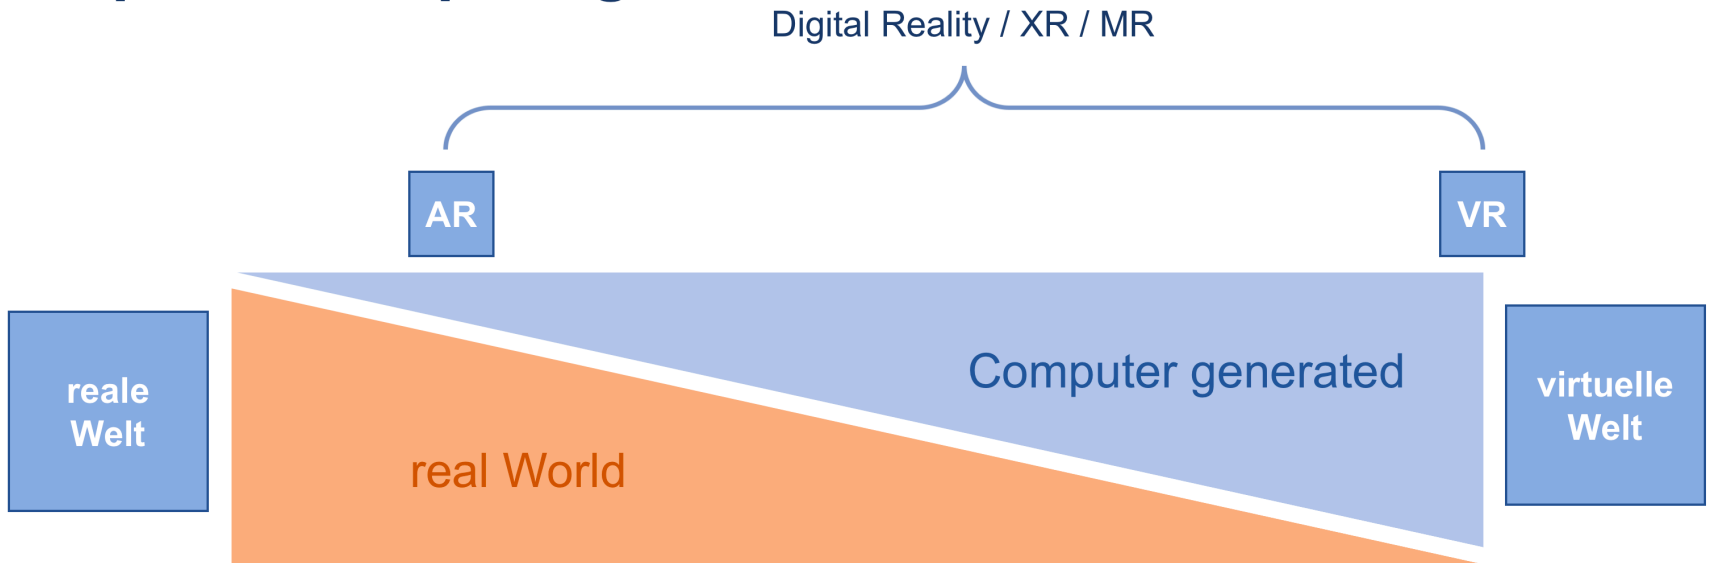 Digital Reality / XR / MR
AR
VR
reale
Welt
Computer generated
real World
virtuelle
Welt